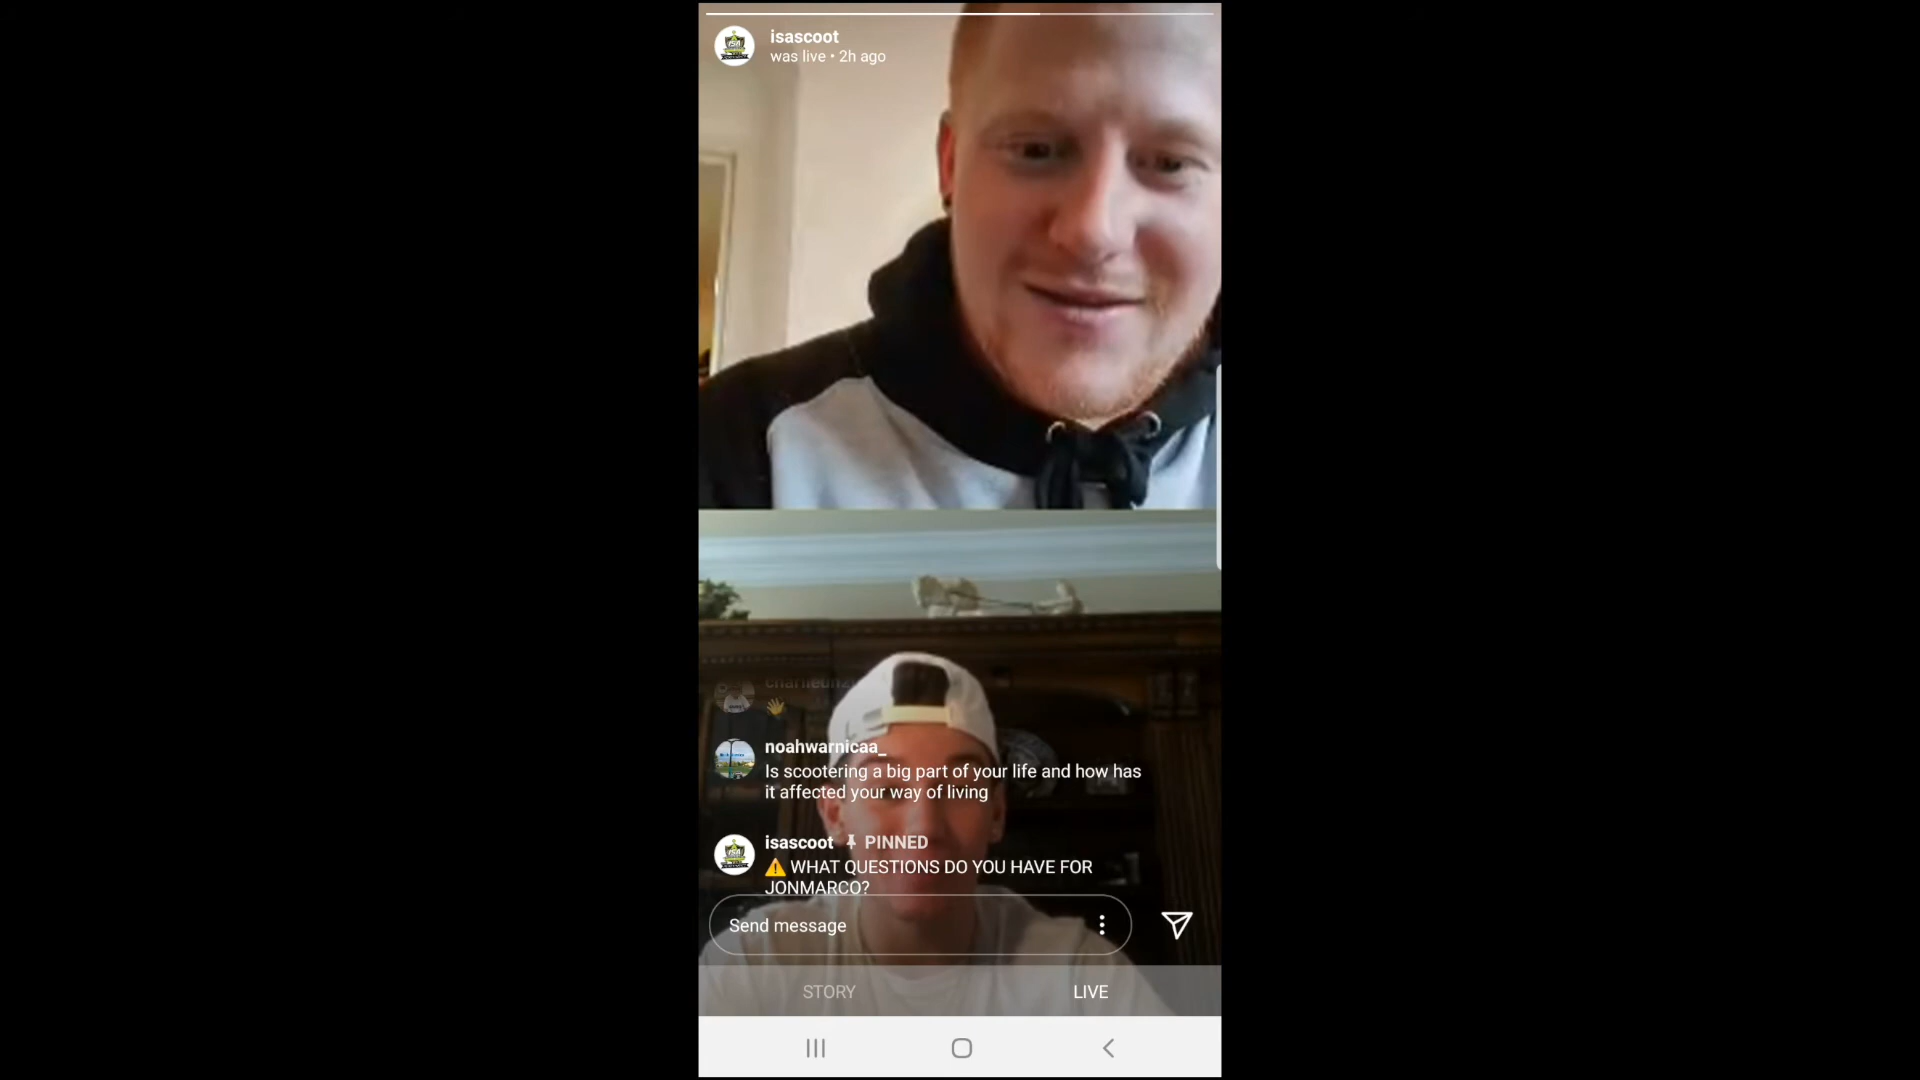 isascoot
was live • 2h ago
noahwarnicaa_
Is scootering a big part of your life and how has
it affected your way of living
isascoot PINNED
⚠️ WHAT QUESTIONS DO YOU HAVE FOR
JONMARCO?
Send message
STORY LIVE